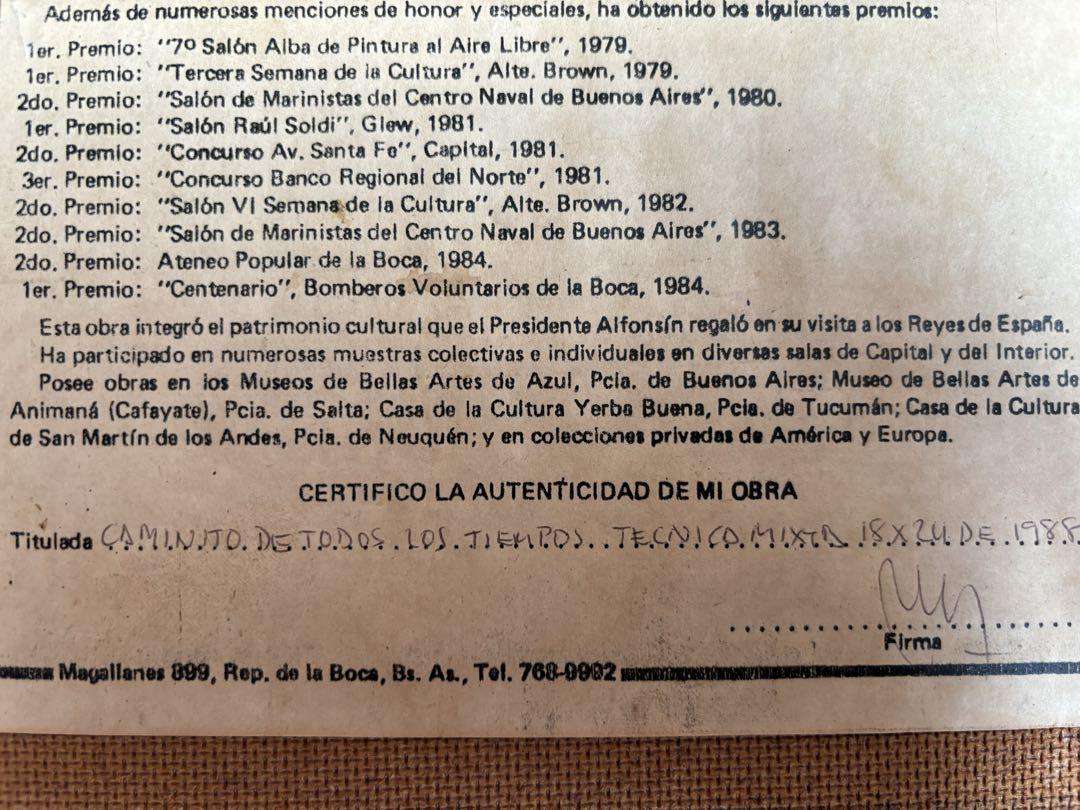 Además de numerosas menciones de honor y especiales, ha obtenido los siguientes premios:
1er. Premio: "7º Salón Alba de Pintura al Aire Libre", 1979.
1er. Premio: "Tercera Semana de la Cultura", Alte. Brown, 1979.
2do. Premio: "Salón de Marinistas del Centro Naval de Buenos Aires", 1980.
1er. Premio: "Salón Raúl Soldi", Glew, 1981.
2do. Premio: "Concurso Av. Santa Fe", Capital, 1981.
3er. Premio: "Concurso Banco Regional del Norte", 1981.
2do. Premio: "Salón VI Semana de la Cultura", Alte. Brown, 1982.
2do. Premio: "Salón de Marinistas del Centro Naval de Buenos Aires", 1983.
2do. Premio: Ateneo Popular de la Boca, 1984.
1er. Premio: "Centenario", Bomberos Voluntarios de la Boca, 1984.
Esta obra integró el patrimonio cultural que el Presidente Alfonsín regaló en su visita a los Reyes de España.
Ha participado en numerosas muestras colectivas e individuales en diversas salas de Capital y del Interior.
Posee obras en los Museos de Bellas Artes de Azul, Pcia. de Buenos Aires; Museo de Bellas Artes de
Animaná (Cafayate), Pcia. de Salta; Casa de la Cultura Yerba Buena, Pcia. de Tucumán; Casa de la Cultura
de San Martín de los Andes, Pcia. de Neuquén; y en colecciones privadas de América y Europa.
CERTIFICO LA AUTENTICIDAD DE MI OBRA
Titulada CAMINITO DE TODOS LOS TIEMPOS. TECNICA MIXTA 18X24 DE 1988
Firma
Magallanes 899, Rep. de la Boca, Bs. As., Tel. 768-9992